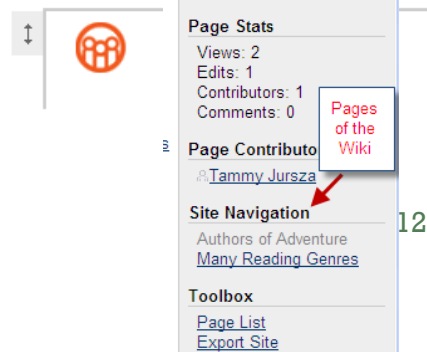 Page Stats
Views: 2
Edits: 1
Contributors: 1
Comments: 0
Pages
of the
Wiki
s
Page Contributo
Tammy Jursza
Site Navigation
12
Authors of Adventure
Many Reading Genres
Toolbox
Page List
Export Site